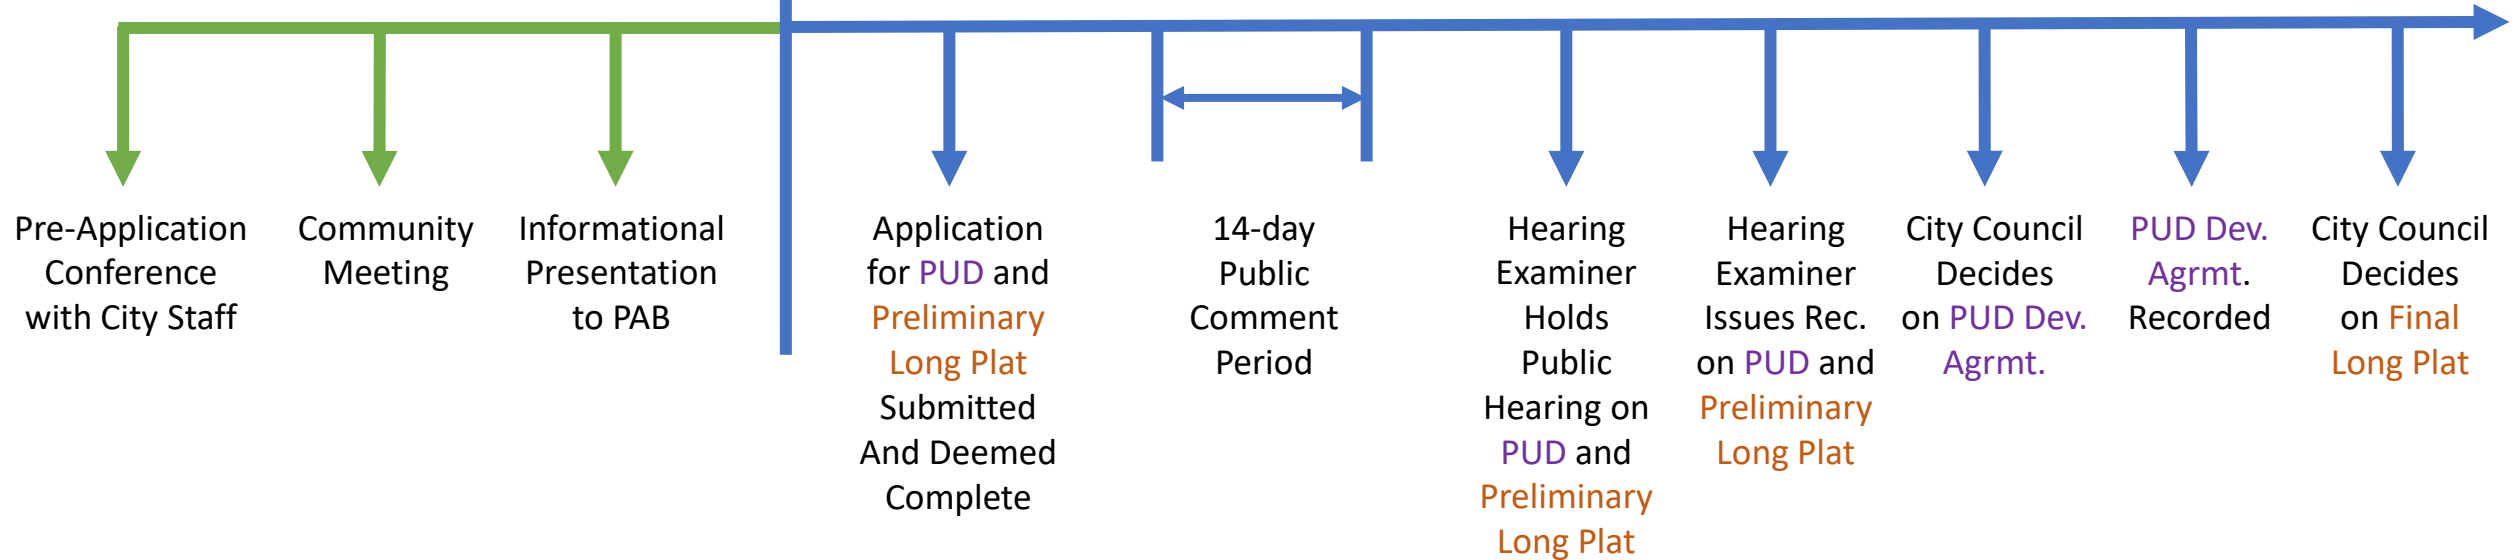 Pre-Application
Conference
with City Staff
Community
Meeting
Informational
Presentation
to PAB
Application
for PUD and
Preliminary
Long Plat
Submitted
And Deemed
Complete
14-day
Public
Comment
Period
Hearing
Examiner
Holds
Public
Hearing on
PUD and
Preliminary
Long Plat
Hearing
Examiner
Issues Rec.
on PUD and
Preliminary
Long Plat
City Council
Decides
on PUD Dev.
Agrmt.
PUD Dev.
Agrmt.
Recorded
City Council
Decides
on Final
Long Plat